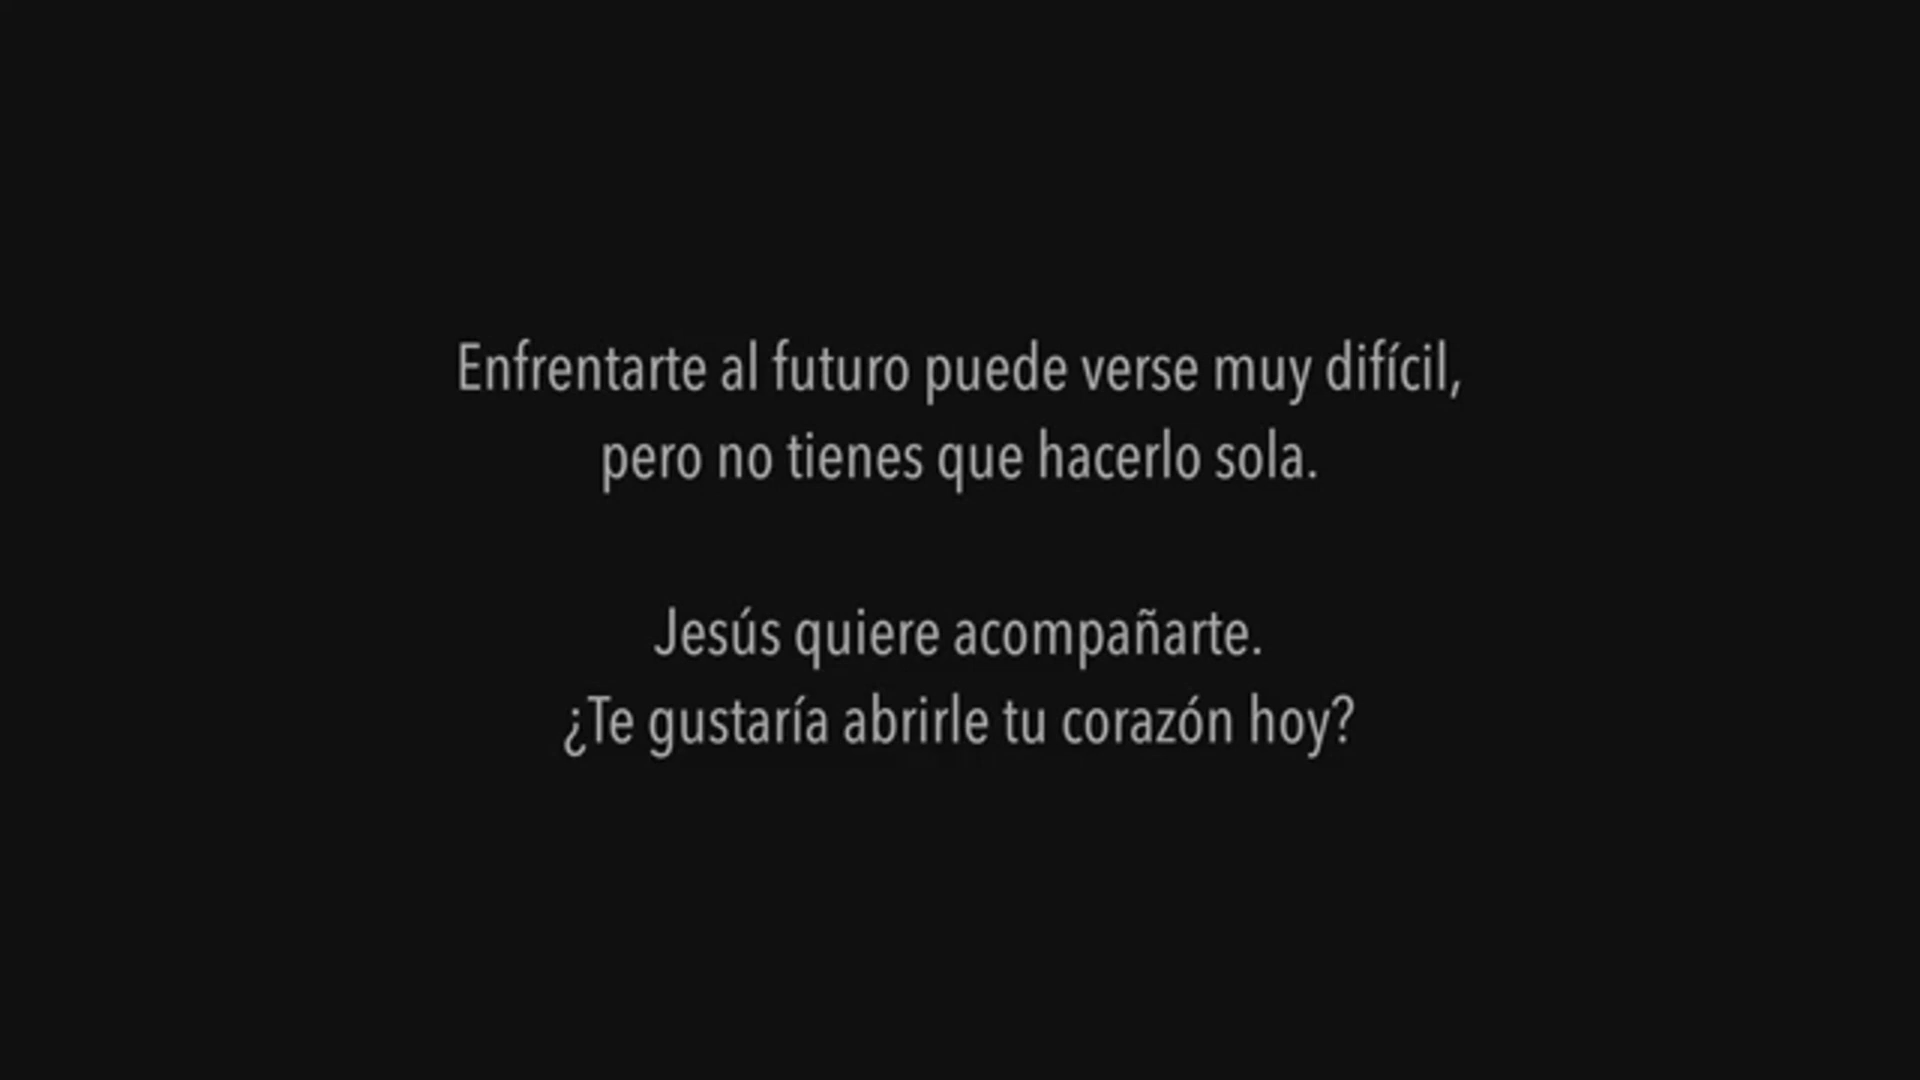 Enfrentarte al futuro puede verse muy difícil,
pero no tienes que hacerlo sola.
Jesús quiere acompañarte.
¿Te gustaría abrirle tu corazón hoy?